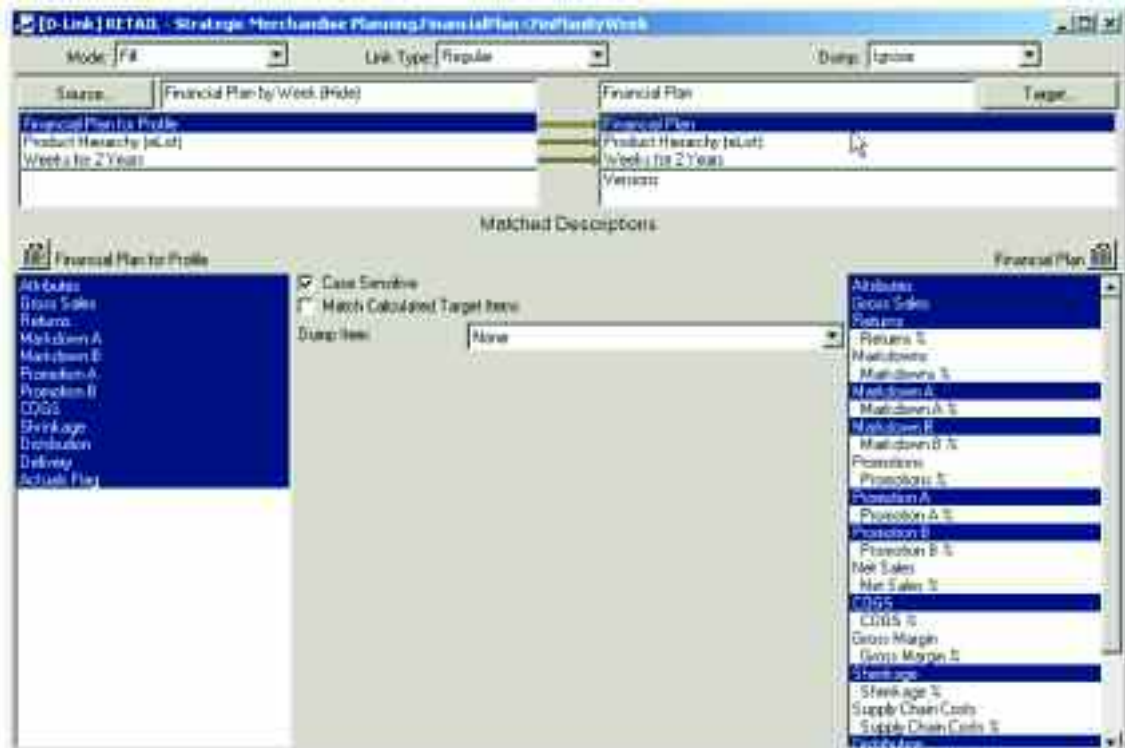 [D-Link] RETAIL - Strategic Merchandise Planning.FinancialPlan.
Mode: Fill Link Type: Regular Dump: Ignore
Source... Financial Plan by Week (Hide) Financial Plan Target...
Financial Plan for Profile Financial Plan
Product Hierarchy (eList) Product Hierarchy (eList)
Weeks for 2 Years Weeks for 2 Years
Versions
Matched Descriptions
Financial Plan for Profile Financial Plan
Attributes
Gross Sales
Returns
Markdown A
Markdown B
Promotion A
Promotion B
COGS
Shrinkage
Distribution
Delivery
Actuals Flag
Case Sensitive
Match Calculated Target Items
Dump Item: None
Attributes
Gross Sales
Returns
Returns %
Markdowns
Markdowns %
Markdown A
Markdown A %
Markdown B
Markdown B %
Promotions
Promotions %
Promotion A
Promotion A %
Promotion B
Promotion B %
Net Sales
Net Sales %
COGS
COGS %
Gross Margin
Gross Margin %
Shrinkage
Shrinkage %
Supply Chain Costs
Supply Chain Costs %
Distribution